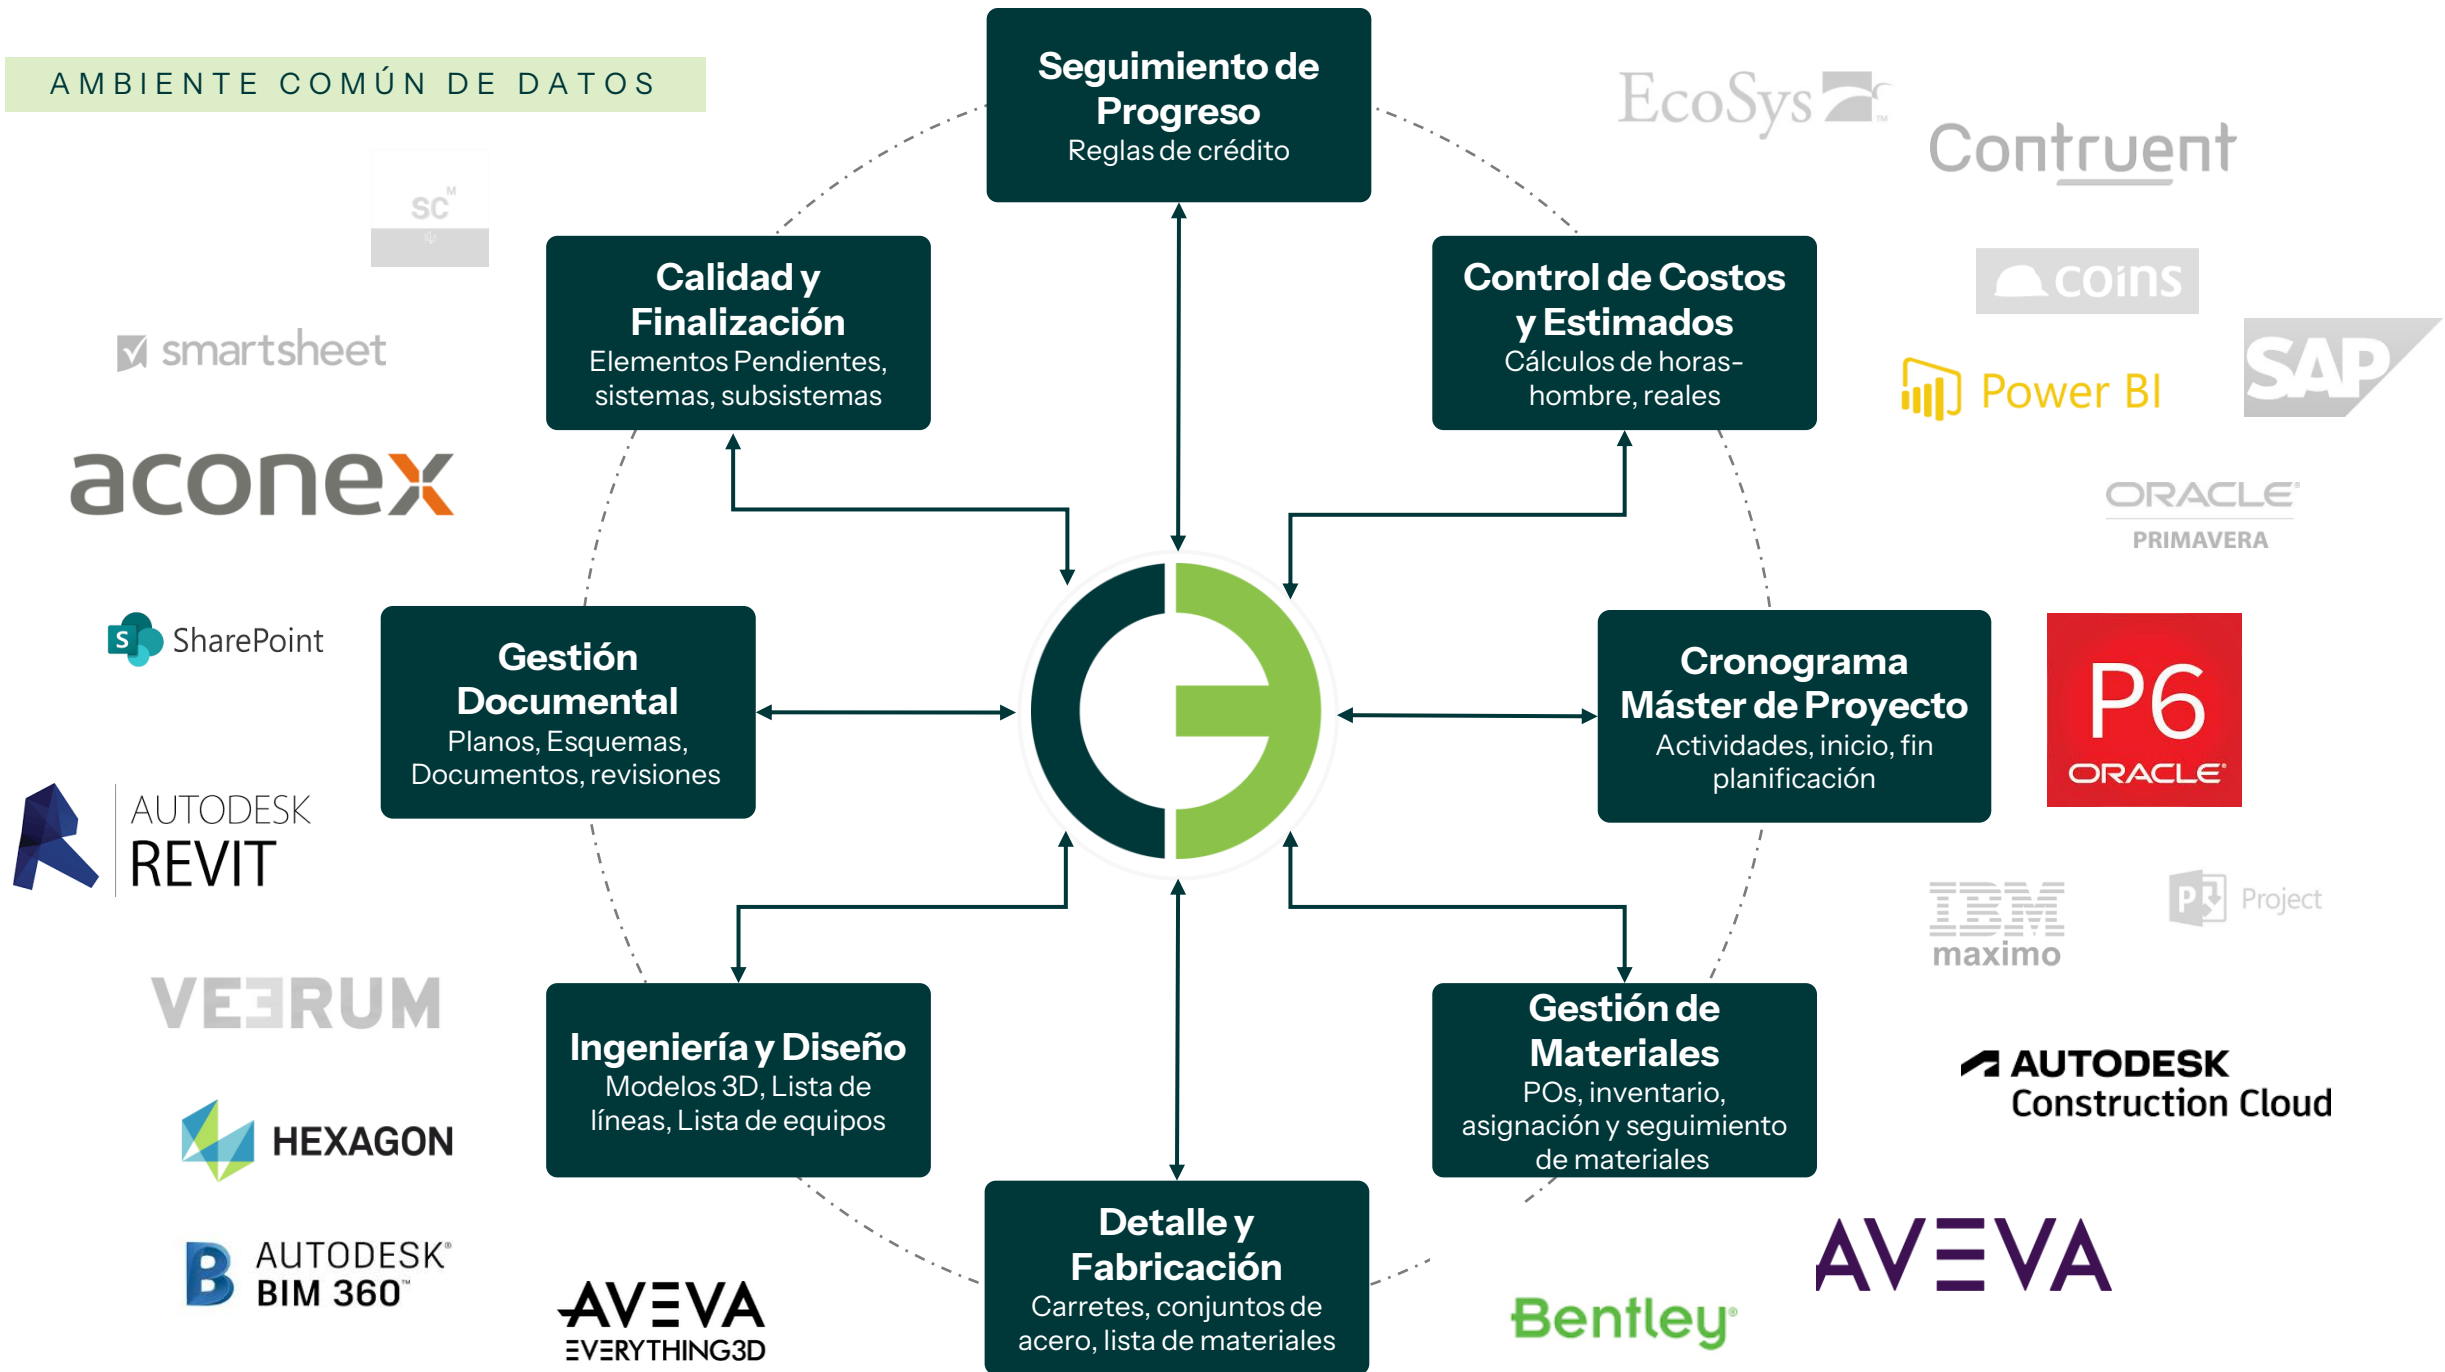 AMBIENTE COMÚN DE DATOS
Seguimiento de
Progreso
Reglas de crédito
EcoSys
TM
Contruent
SC
M
Calidad y
Finalización
Elementos Pendientes,
sistemas, subsistemas
Control de Costos
y Estimados
Cálculos de horas-
hombre, reales
coins
smartsheet
SAP
Power BI
aconex
ORACLE®
PRIMAVERA
S SharePoint
Gestión
Documental
Planos, Esquemas,
Documentos, revisiones
Cronograma
Máster de Proyecto
Actividades, inicio, fin
planificación
P6
ORACLE®
AUTODESK
REVIT
IBM
maximo
P Project
VEERUM
Ingeniería y Diseño
Modelos 3D, Lista de
líneas, Lista de equipos
Gestión de
Materiales
POs, inventario,
asignación y seguimiento
de materiales
AUTODESK
Construction Cloud
HEXAGON
Detalle y
Fabricación
Carretes, conjuntos de
acero, lista de materiales
B AUTODESK®
BIM 360™
AVEVA
EVERYTHING3D
AVEVA
Bentley®